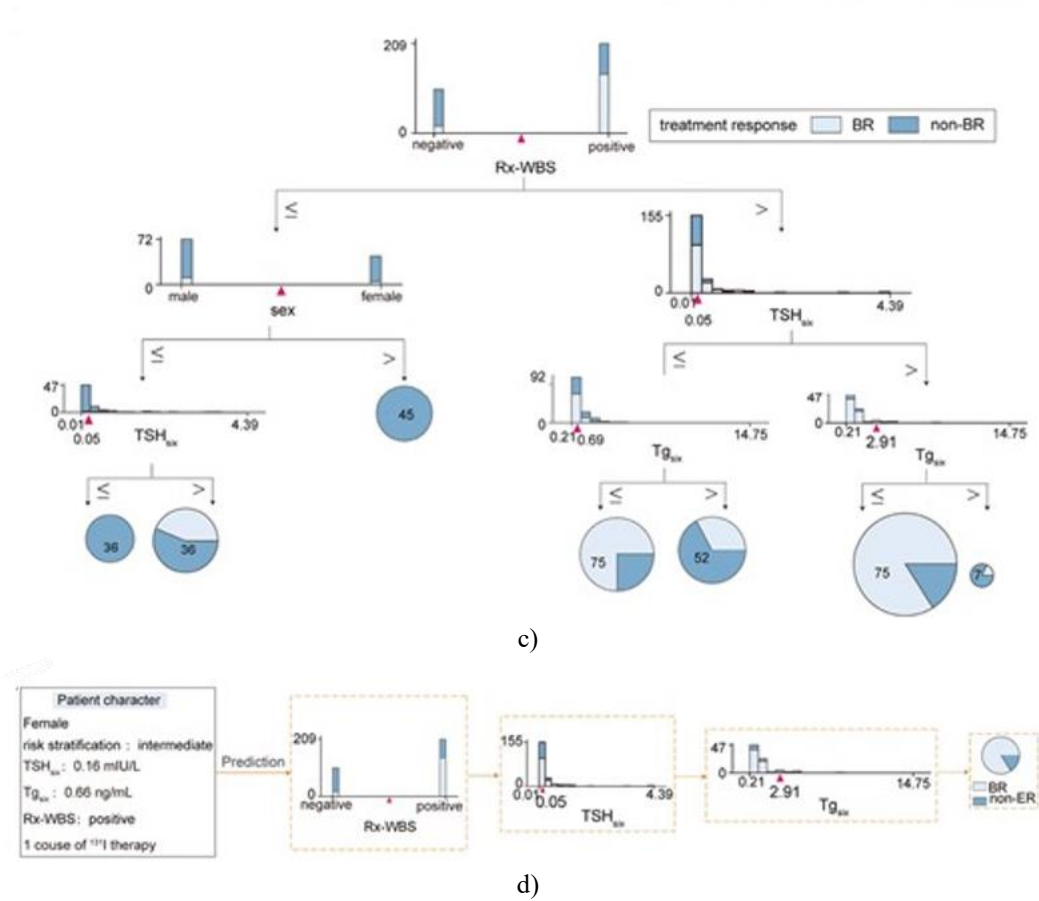 209
0
negative
positive
Rx-WBS
treatment response BR non-BR
≤
>
72
0
male
female
sex
155
0
0.01
0.05
4.39
TSHsix
≤
>
47
0
0.01
0.05
4.39
TSHsix
45
≤
>
92
0
0.21
0.69
14.75
Tgsix
47
0
0.21
2.91
14.75
Tgsix
≤
>
36
36
≤
>
75
52
≤
>
75
7
c)
Patient character
Female
risk stratification : intermediate
TSHsix : 0.16 mIU/L
Tgsix : 0.66 ng/mL
Rx-WBS: positive
1 couse of ¹³¹I therapy
Prediction
209
0
negative
positive
Rx-WBS
155
0
0.01
0.05
4.39
TSHsix
47
0
0.21
2.91
14.75
Tgsix
BR
non-ER
d)